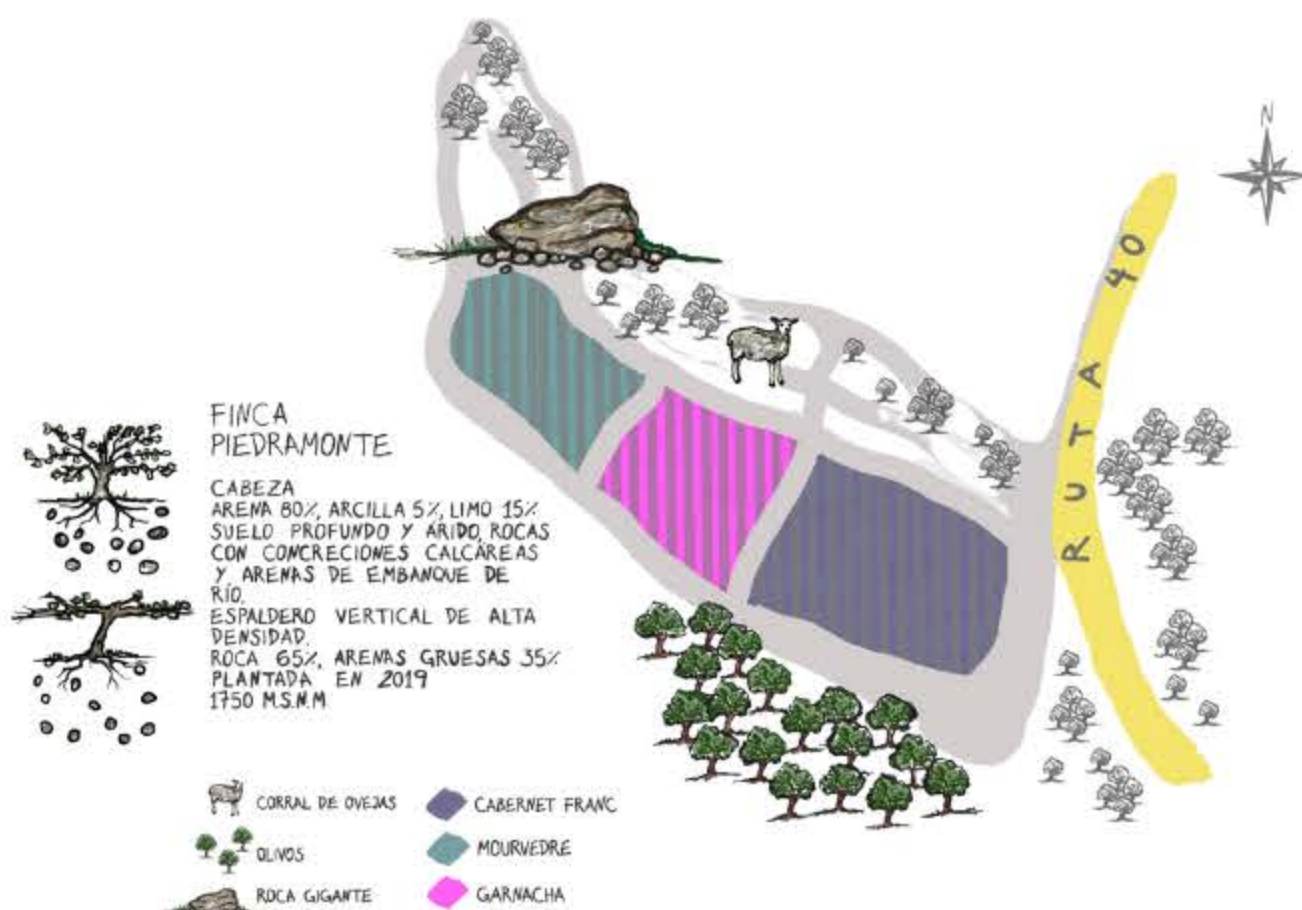 N
RUTA 40
FINCA
PIEDRAMONTE
CABEZA
ARENA 80%, ARCILLA 5%, LIMO 15%
SUELO PROFUNDO Y ÁRIDO, ROCAS
CON CONCRECIONES CALCÁREAS
Y ARENAS DE EMBANQUE DE
RÍO.
ESPALDERO VERTICAL DE ALTA
DENSIDAD.
ROCA 65%, ARENAS GRUESAS 35%
PLANTADA EN 2019
1750 M.S.N.M
CORRAL DE OVEJAS
OLIVOS
ROCA GIGANTE
CABERNET FRANC
MOURVEDRE
GARNACHA